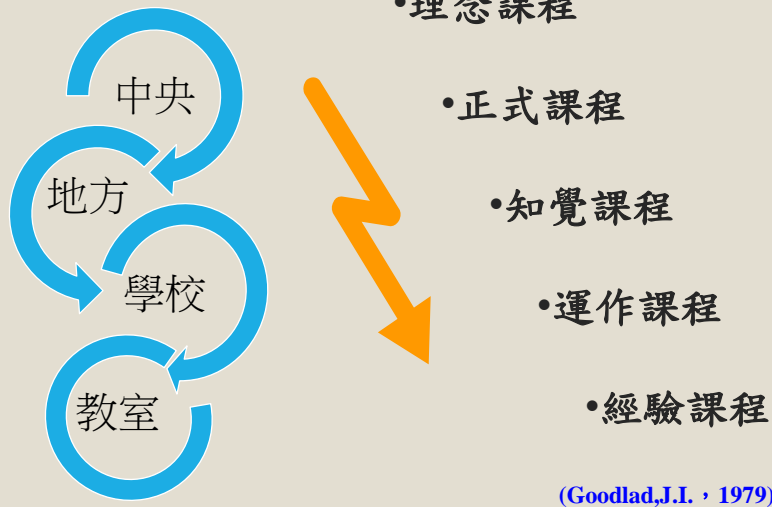 •理念課程
中央
•正式課程
地方
•知覺課程
學校
•運作課程
教室
•經驗課程
(Goodlad,J.I.，1979)